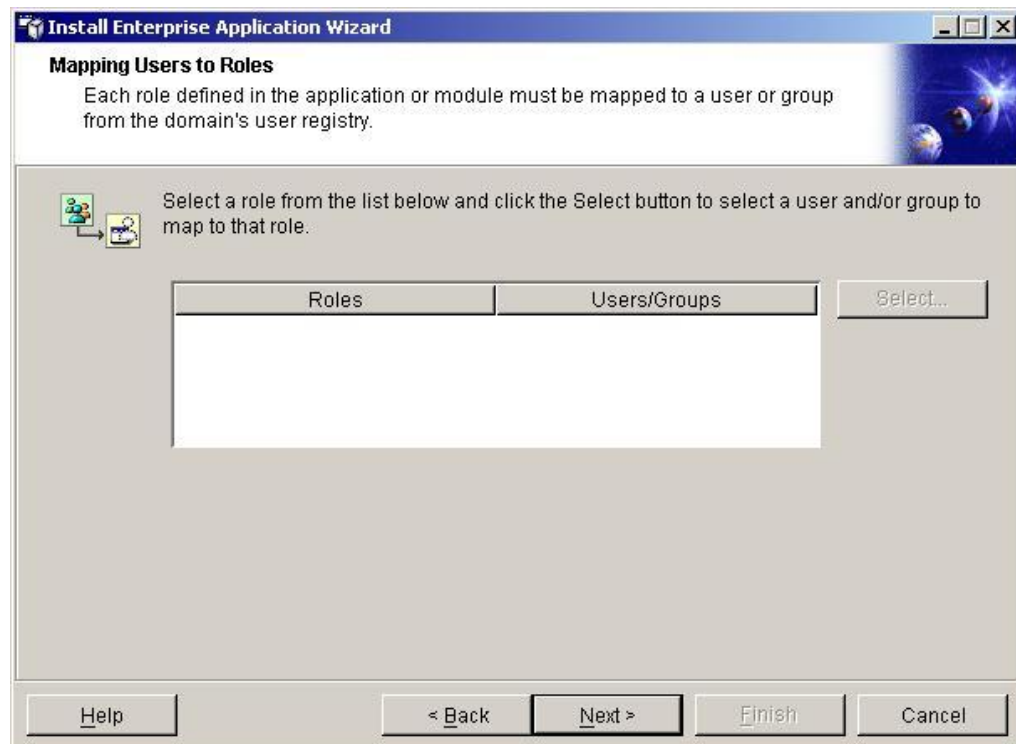 Install Enterprise Application Wizard
Mapping Users to Roles
Each role defined in the application or module must be mapped to a user or group
from the domain's user registry.
Select a role from the list below and click the Select button to select a user and/or group to
map to that role.
Roles Users/Groups Select...
Help < Back Next > Finish Cancel